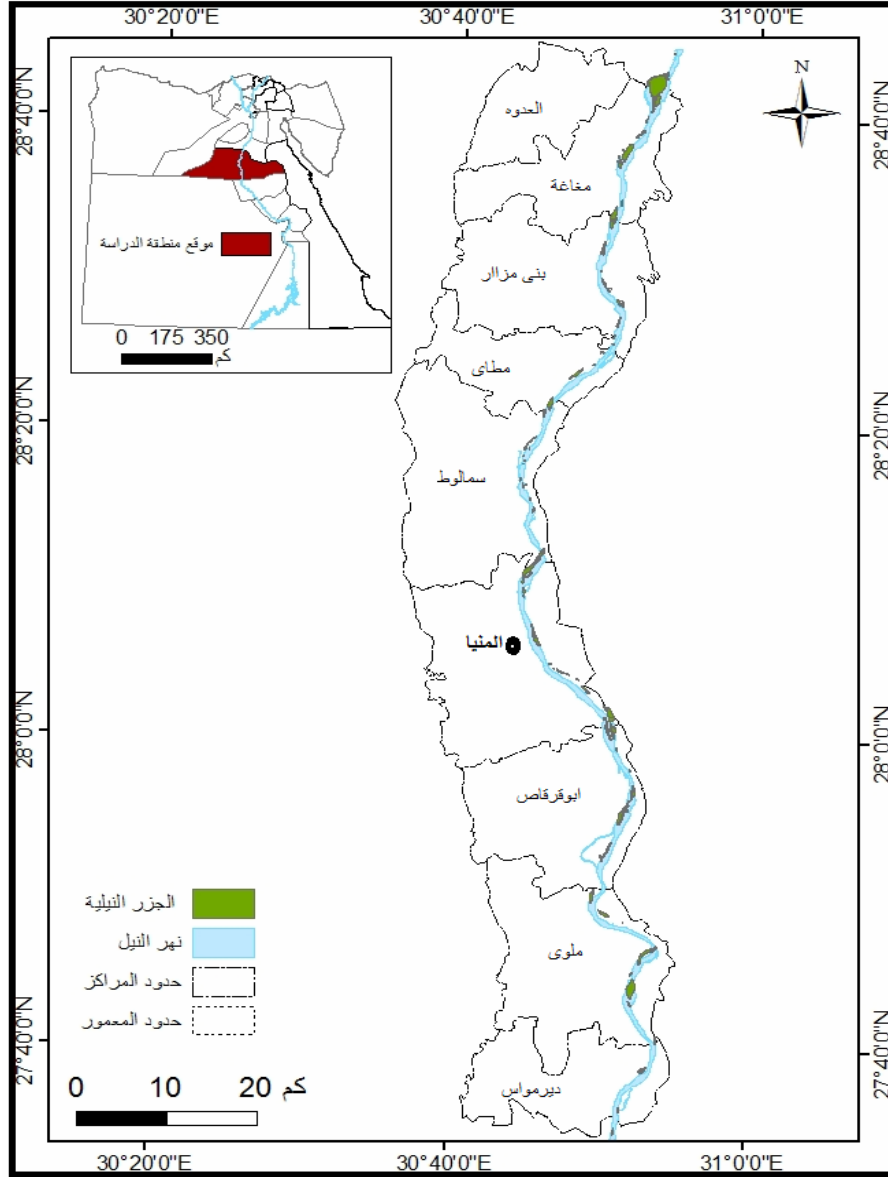 30°20'0"E
30°40'0"E
31°0'0"E
28°40'0"N
28°20'0"N
28°0'0"N
27°40'0"N
موقع منطقة الدراسة
0 175 350
كم
N
28°40'0"N
28°20'0"N
28°0'0"N
27°40'0"N
العدوه
مغاغة
بنى مزاار
مطاى
سمالوط
المنيا
ابوقرقاص
ملوى
ديرمواس
الجزر النيلية
نهر النيل
حدود المراكز
حدود المعمور
0 10 20 كم
30°20'0"E
30°40'0"E
31°0'0"E